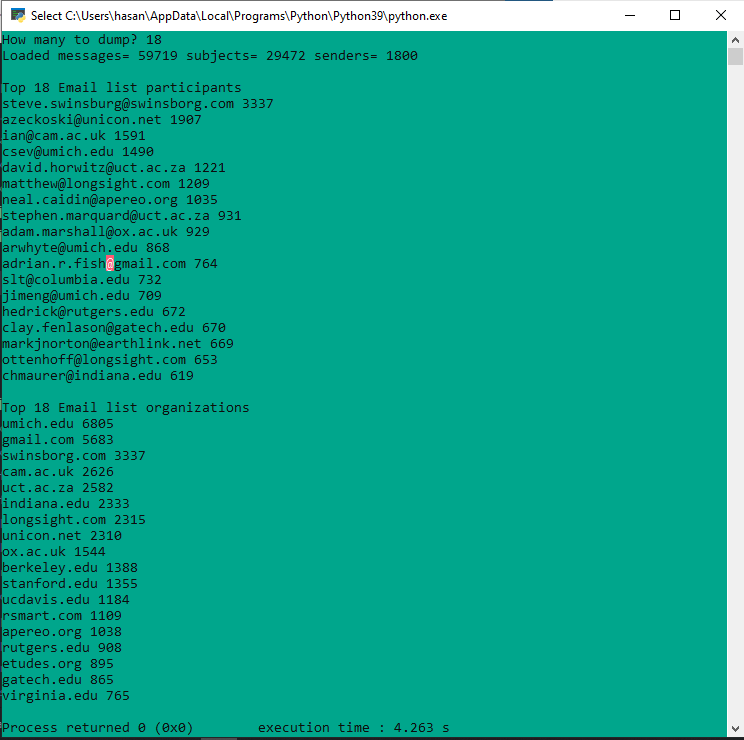 Select C:\Users\hasan\AppData\Local\Programs\Python\Python39\python.exe
How many to dump? 18
Loaded messages= 59719 subjects= 29472 senders= 1800
Top 18 Email list participants
steve.swinsburg@swinsborg.com 3337
azeckoski@unicon.net 1907
ian@cam.ac.uk 1591
csev@umich.edu 1490
david.horwitz@uct.ac.za 1221
matthew@longsight.com 1209
neal.caidin@apereo.org 1035
stephen.marquard@uct.ac.za 931
adam.marshall@ox.ac.uk 929
arwhyte@umich.edu 868
adrian.r.fish@gmail.com 764
slt@columbia.edu 732
jimeng@umich.edu 709
hedrick@rutgers.edu 672
clay.fenlason@gatech.edu 670
markjnorton@earthlink.net 669
ottenhoff@longsight.com 653
chmaurer@indiana.edu 619
Top 18 Email list organizations
umich.edu 6805
gmail.com 5683
swinsborg.com 3337
cam.ac.uk 2626
uct.ac.za 2582
indiana.edu 2333
longsight.com 2315
unicon.net 2310
ox.ac.uk 1544
berkeley.edu 1388
stanford.edu 1355
ucdavis.edu 1184
rsmart.com 1109
apereo.org 1038
rutgers.edu 908
etudes.org 895
gatech.edu 865
virginia.edu 765
Process returned 0 (0x0)        execution time : 4.263 s